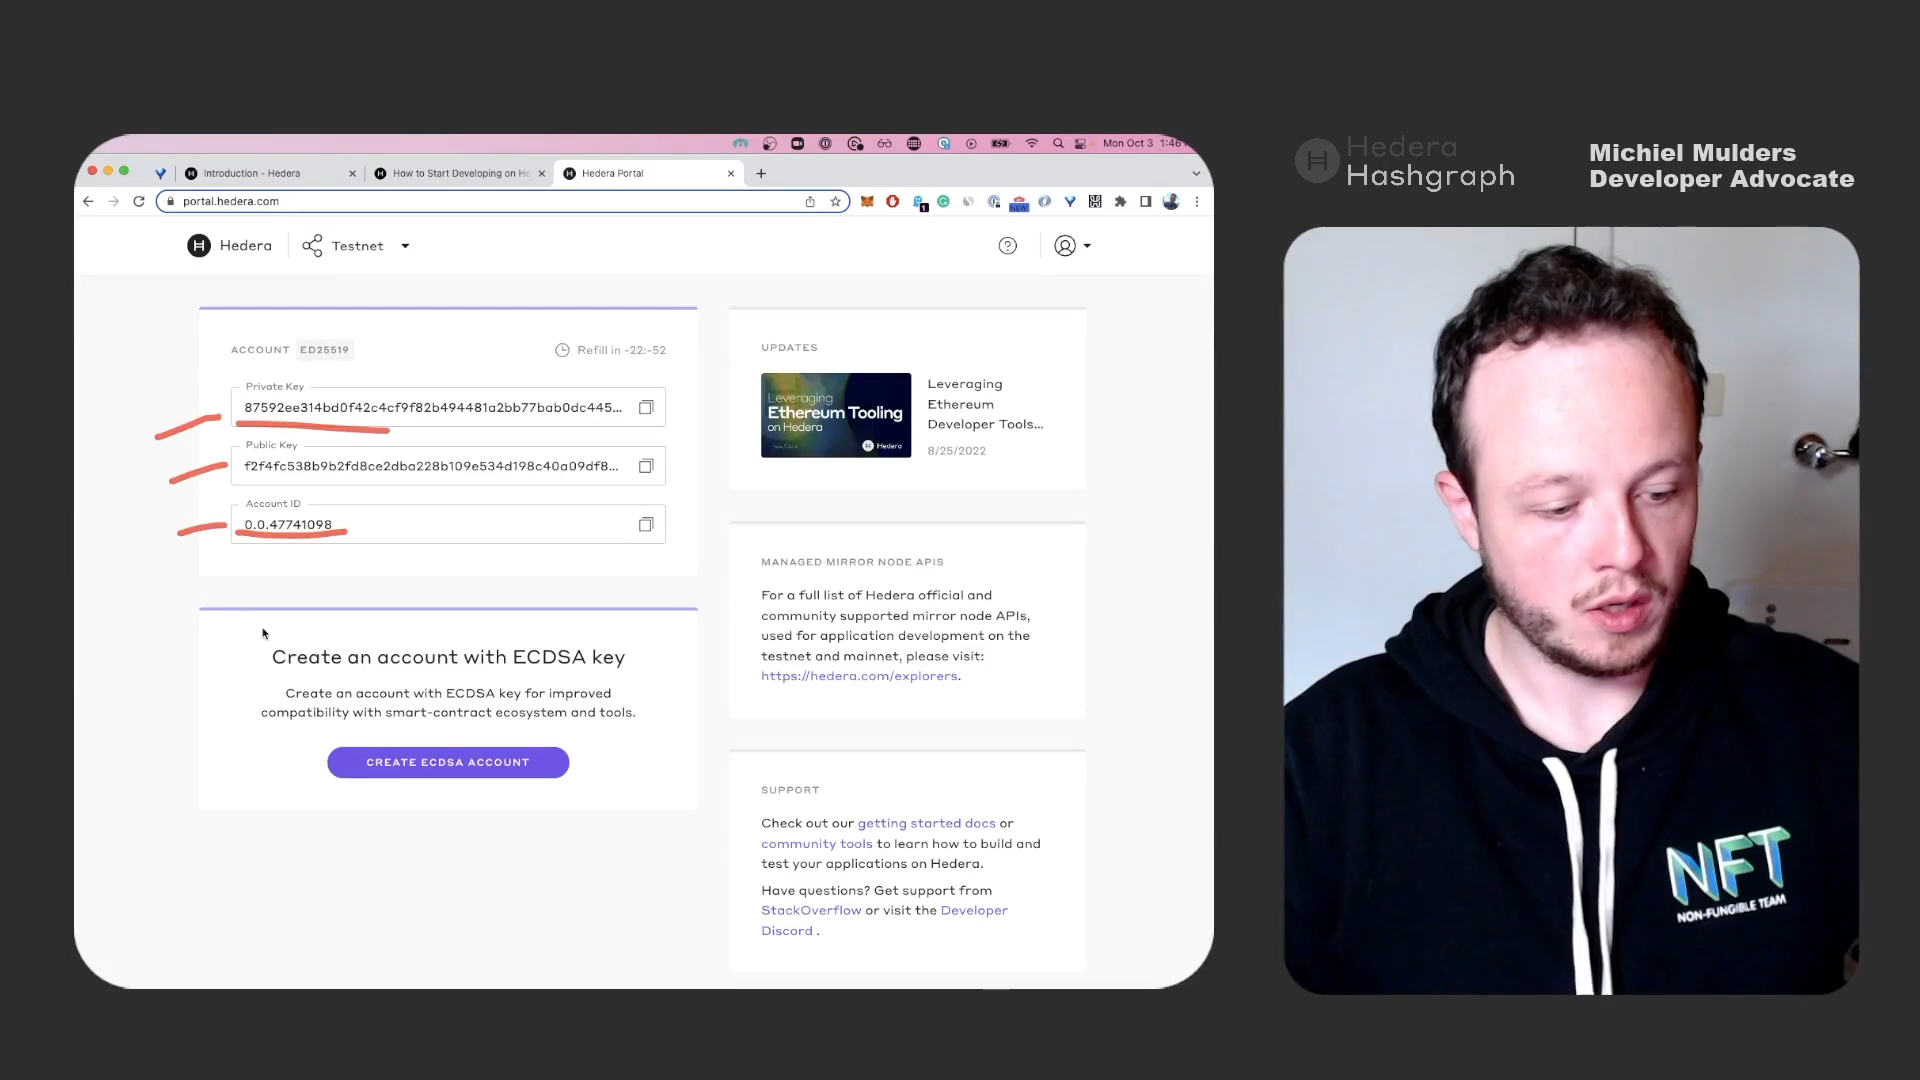 Mon Oct 3 1:46
Introduction - Hedera
How to Start Developing on He
Hedera Portal
portal.hedera.com
NEW
1
Hedera
Testnet
ACCOUNT ED25519
Refill in -22:-52
Private Key
87592ee314bd0f42c4cf9f82b494481a2bb77bab0dc445...
Public Key
f2f4fc538b9b2fd8ce2dba228b109e534d198c40a09df8...
Account ID
0.0.47741098
Create an account with ECDSA key
Create an account with ECDSA key for improved
compatibility with smart-contract ecosystem and tools.
CREATE ECDSA ACCOUNT
UPDATES
Leveraging
Ethereum Tooling
on Hedera
Hedera
Leveraging
Ethereum
Developer Tools...
8/25/2022
MANAGED MIRROR NODE APIS
For a full list of Hedera official and
community supported mirror node APIs,
used for application development on the
testnet and mainnet, please visit:
https://hedera.com/explorers.
SUPPORT
Check out our getting started docs or
community tools to learn how to build and
test your applications on Hedera.
Have questions? Get support from
StackOverflow or visit the Developer
Discord .
Hedera
Hashgraph
Michiel Mulders
Developer Advocate
NFT
NON-FUNGIBLE TEAM